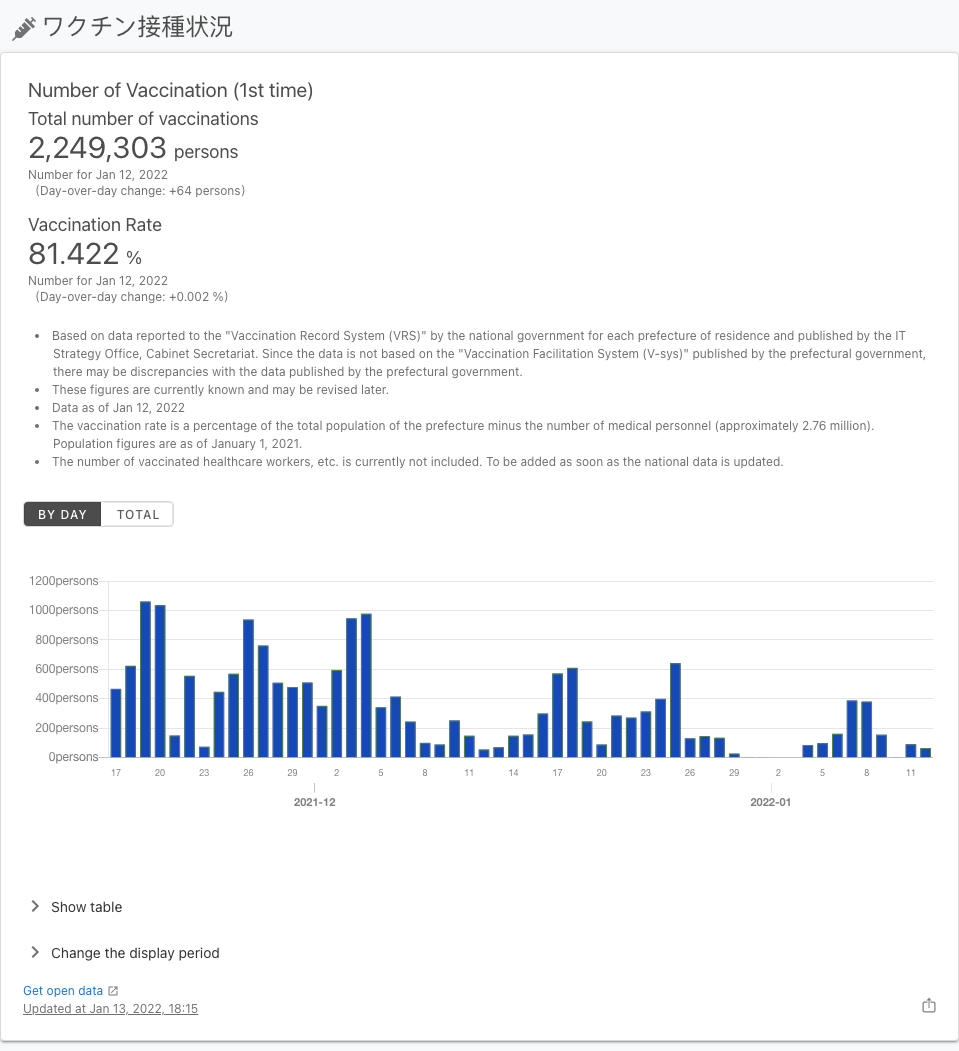 ワクチン接種状況
Number of Vaccination (1st time)
Total number of vaccinations
2,249,303 persons
Number for Jan 12, 2022
(Day-over-day change: +64 persons)
Vaccination Rate
81.422 %
Number for Jan 12, 2022
(Day-over-day change: +0.002 %)
• Based on data reported to the "Vaccination Record System (VRS)" by the national government for each prefecture of residence and published by the IT
Strategy Office, Cabinet Secretariat. Since the data is not based on the "Vaccination Facilitation System (V-sys)" published by the prefectural government,
there may be discrepancies with the data published by the prefectural government.
• These figures are currently known and may be revised later.
• Data as of Jan 12, 2022
• The vaccination rate is a percentage of the total population of the prefecture minus the number of medical personnel (approximately 2.76 million).
Population figures are as of January 1, 2021.
• The number of vaccinated healthcare workers, etc. is currently not included. To be added as soon as the national data is updated.
BY DAY TOTAL
1200persons
1000persons
800persons
600persons
400persons
200persons
0persons
17 20 23 26 29 2 5 8 11 14 17 20 23 26 29 2 5 8 11
2021-12 2022-01
Show table
Change the display period
Get open data
Updated at Jan 13, 2022, 18:15